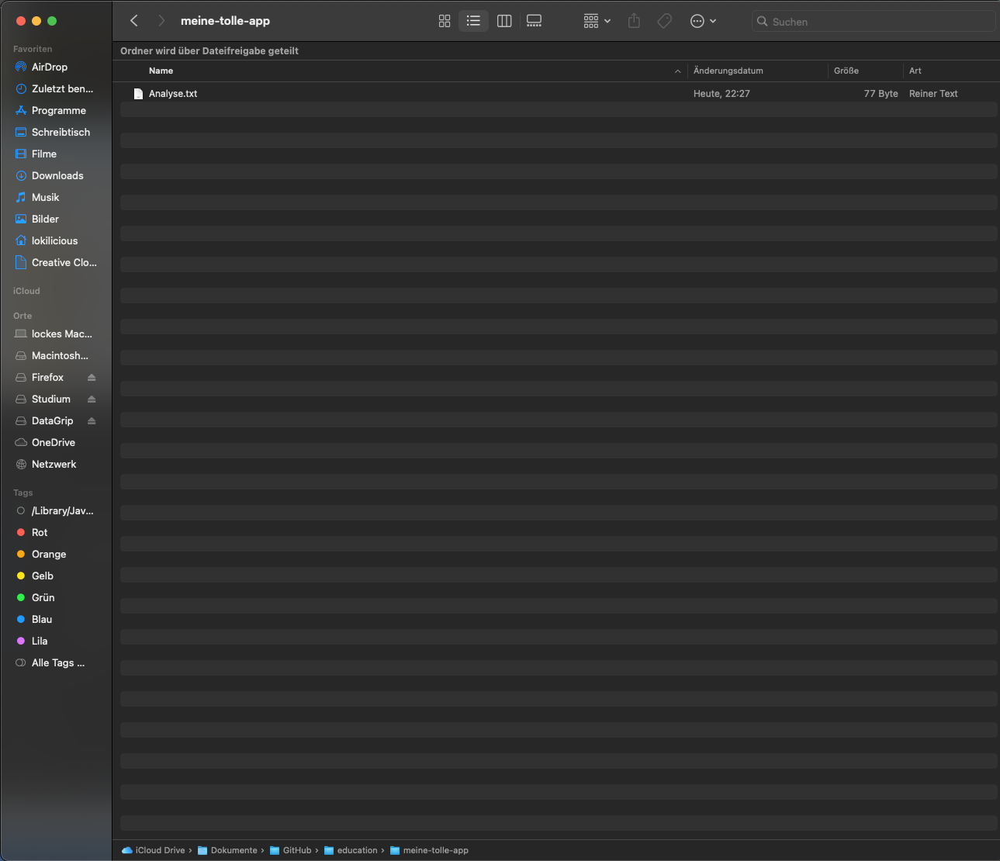 meine-tolle-app
Suchen
Ordner wird über Dateifreigabe geteilt
Name Änderungsdatum Größe Art
Analyse.txt Heute, 22:27 77 Byte Reiner Text
Favoriten
AirDrop
Zuletzt ben...
Programme
Schreibtisch
Filme
Downloads
Musik
Bilder
lokilicious
Creative Clo...
iCloud
Orte
lockes Mac...
Macintosh...
Firefox
Studium
DataGrip
OneDrive
Netzwerk
Tags
/Library/Jav...
Rot
Orange
Gelb
Grün
Blau
Lila
Alle Tags ...
iCloud Drive › Dokumente › GitHub › education › meine-tolle-app